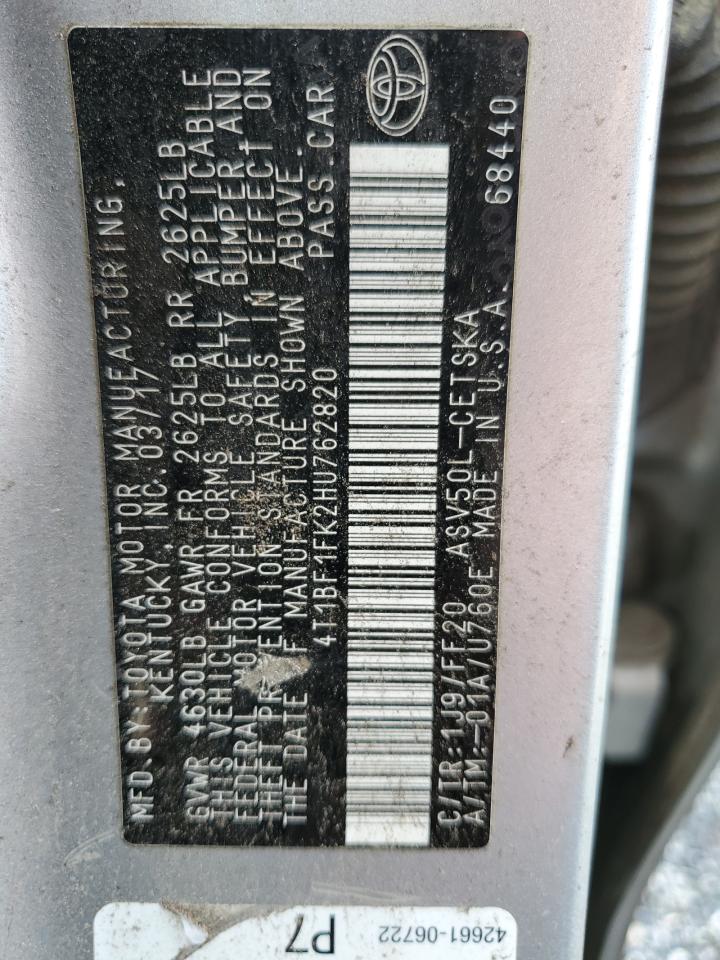 MFD.BY:TOYOTA MOTOR MANUFACTURING,
KENTUCKY, INC.03/17
GVWR 4630LB GAWR FR 2625LB RR 2625LB
THIS VEHICLE CONFORMS TO ALL APPLICABLE
FEDERAL MOTOR VEHICLE SAFETY BUMPER,AND
THEFT PREVENTION STANDARDS IN EFFECT ON
THE DATE OF MANUFACTURE SHOWN ABOVE.
4T1BF1FK2HU762820 PASS.CAR
C/TR:1J9/FF20 ASV50L-CETSKA
A/TM:-01A/U760E MADE IN U.S.A. 68440
P7
42661-06722